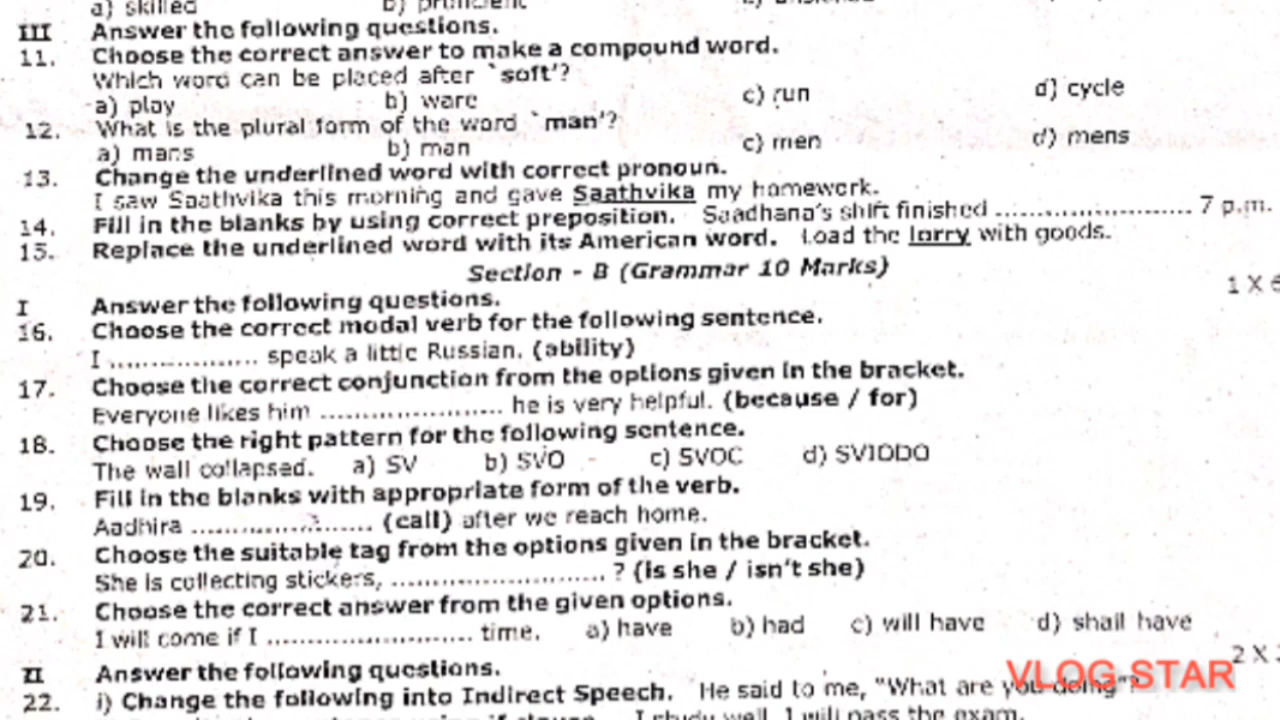 a) skilled b) proficient
III Answer the following questions.
11. Choose the correct answer to make a compound word.
Which word can be placed after `soft'?
a) play b) ware c) run d) cycle
12. What is the plural form of the word `man'?
a) mans b) man c) men d) mens
13. Change the underlined word with correct pronoun.
I saw Saathvika this morning and gave Saathvika my homework.
14. Fill in the blanks by using correct preposition. Saadhana's shift finished ........................ 7 p.m.
15. Replace the underlined word with its American word. Load the lorry with goods.
Section - B (Grammar 10 Marks)
I Answer the following questions. 1 X 6
16. Choose the correct modal verb for the following sentence.
I .................. speak a little Russian. (ability)
17. Choose the correct conjunction from the options given in the bracket.
Everyone likes him ...................... he is very helpful. (because / for)
18. Choose the right pattern for the following sentence.
The wall collapsed. a) SV b) SVO c) SVOC d) SVIODO
19. Fill in the blanks with appropriate form of the verb.
Aadhira ...................... (call) after we reach home.
20. Choose the suitable tag from the options given in the bracket.
She is collecting stickers, .......................... ? (is she / isn't she)
21. Choose the correct answer from the given options.
I will come if I ......................... time. a) have b) had c) will have d) shall have
II Answer the following questions. 2 X
22. i) Change the following into Indirect Speech. He said to me, "What are you doing"?
I study well. I will pass the exam.
VLOG STAR